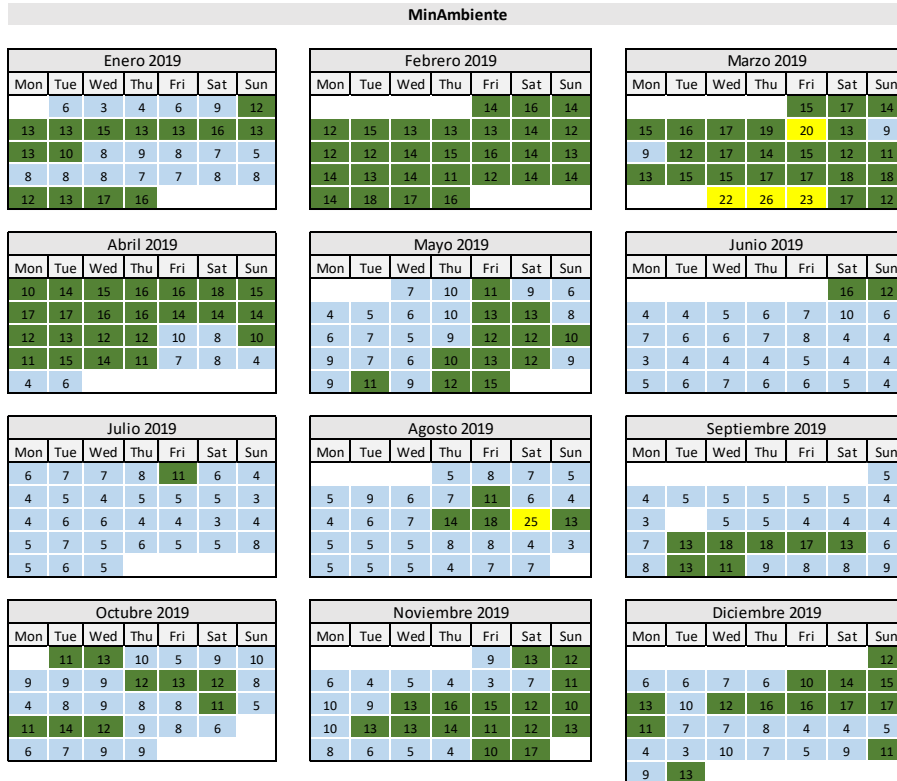 MinAmbiente
Enero 2019
Mon Tue Wed Thu Fri Sat Sun
6 3 4 6 9 12
13 13 15 13 13 16 13
13 10 8 9 8 7 5
8 8 8 7 7 8 8
12 13 17 16
Febrero 2019
Mon Tue Wed Thu Fri Sat Sun
14 16 14
12 15 13 13 13 14 12
12 12 14 15 16 14 13
14 13 14 11 12 14 14
14 18 17 16
Marzo 2019
Mon Tue Wed Thu Fri Sat Sun
15 17 14
15 16 17 19 20 13 9
9 12 17 14 15 12 11
13 15 15 17 17 18 18
22 26 23 17 12
Abril 2019
Mon Tue Wed Thu Fri Sat Sun
10 14 15 16 16 18 15
17 17 16 16 14 14 14
12 13 12 12 10 8 10
11 15 14 11 7 8 4
4 6
Mayo 2019
Mon Tue Wed Thu Fri Sat Sun
7 10 11 9 6
4 5 6 10 13 13 8
6 7 5 9 12 12 10
9 7 6 10 13 12 9
9 11 9 12 15
Junio 2019
Mon Tue Wed Thu Fri Sat Sun
16 12
4 4 5 6 7 10 6
7 6 6 7 8 4 4
3 4 4 4 5 4 4
5 6 7 6 6 5 4
Julio 2019
Mon Tue Wed Thu Fri Sat Sun
6 7 7 8 11 6 4
4 5 4 5 5 5 3
4 6 6 4 4 3 4
5 7 5 6 5 5 8
5 6 5
Agosto 2019
Mon Tue Wed Thu Fri Sat Sun
5 8 7 5
5 9 6 7 11 6 4
4 6 7 14 18 25 13
5 5 5 8 8 4 3
5 5 5 4 7 7
Septiembre 2019
Mon Tue Wed Thu Fri Sat Sun
5
4 5 5 5 5 5 4
3 5 5 4 4 4
7 13 18 18 17 13 6
8 13 11 9 8 8 9
Octubre 2019
Mon Tue Wed Thu Fri Sat Sun
11 13 10 5 9 10
9 9 9 12 13 12 8
4 8 9 8 8 11 5
11 14 12 9 8 6
6 7 9 9
Noviembre 2019
Mon Tue Wed Thu Fri Sat Sun
9 13 12
6 4 5 4 3 7 11
10 9 13 16 15 12 10
10 13 13 14 11 12 13
8 6 5 4 10 17
Diciembre 2019
Mon Tue Wed Thu Fri Sat Sun
12
6 6 7 6 10 14 15
13 10 12 16 16 17 17
11 7 7 8 4 4 5
4 3 10 7 5 9 11
9 13